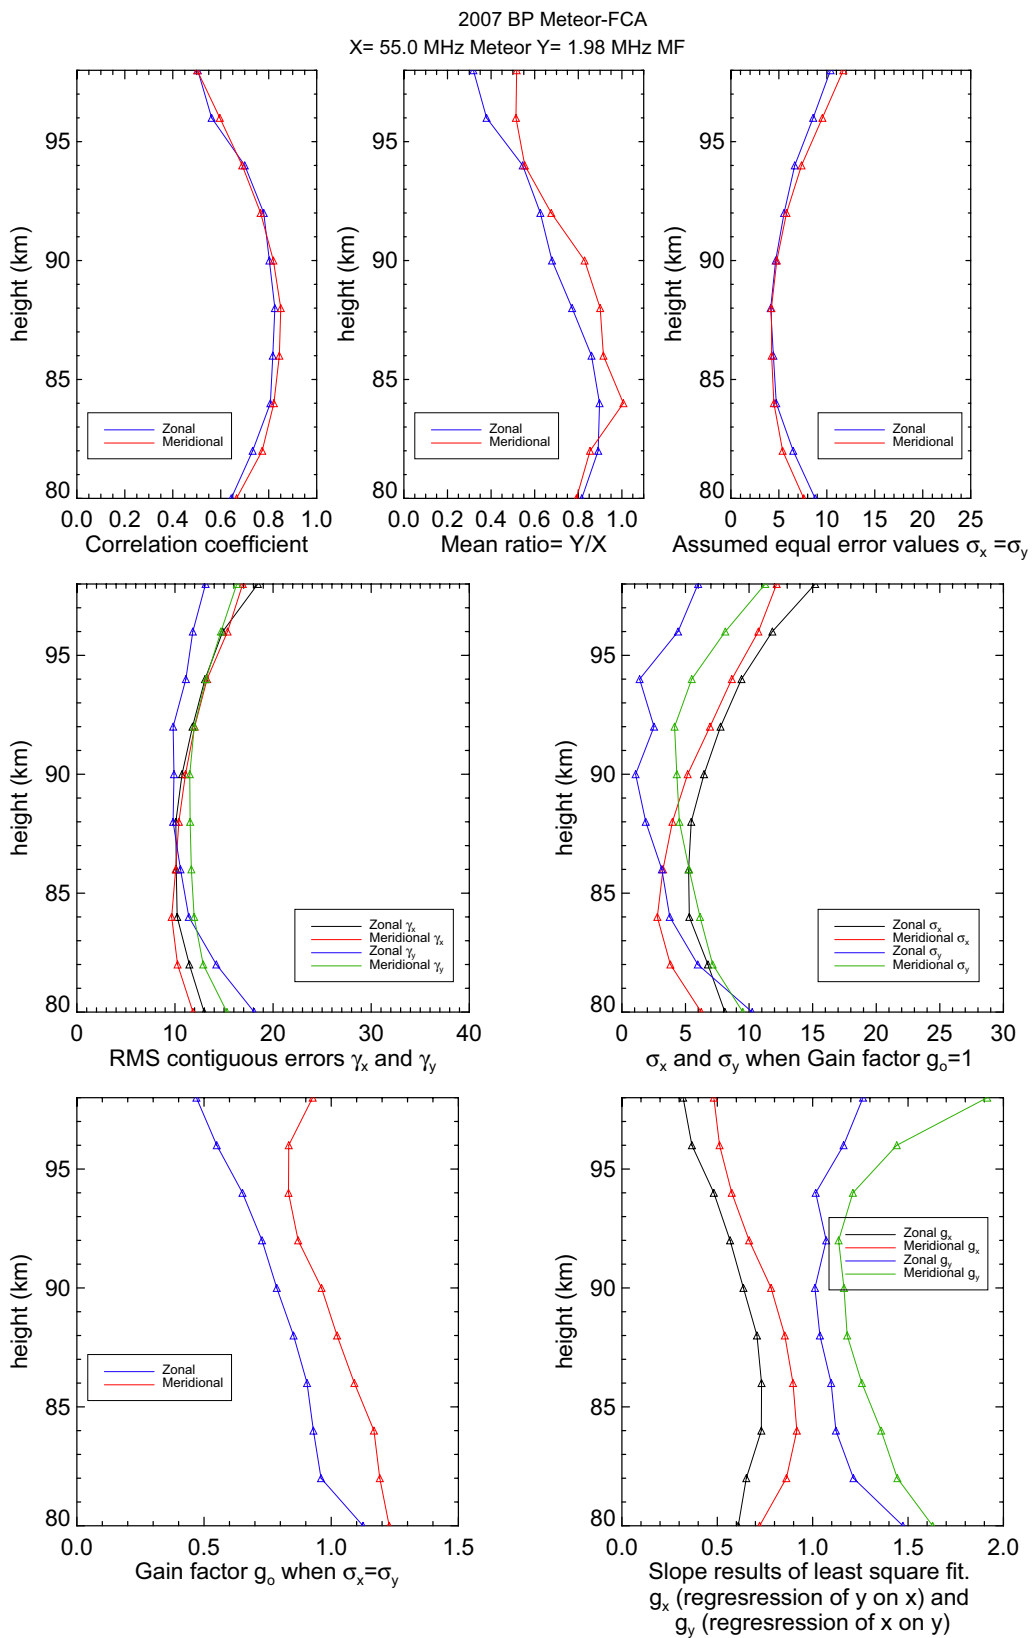 2007 BP Meteor-FCA
X= 55.0 MHz Meteor Y= 1.98 MHz MF
height (km)
95
90
85
80
Zonal
Meridional
0.0 0.2 0.4 0.6 0.8 1.0
Correlation coefficient
height (km)
95
90
85
80
Zonal
Meridional
0.0 0.2 0.4 0.6 0.8 1.0
Mean ratio= Y/X
height (km)
95
90
85
80
Zonal
Meridional
0 5 10 15 20 25
Assumed equal error values σx =σy
height (km)
95
90
85
80
Zonal γx
Meridional γx
Zonal γy
Meridional γy
0 10 20 30 40
RMS contiguous errors γx and γy
height (km)
95
90
85
80
Zonal σx
Meridional σx
Zonal σy
Meridional σy
0 5 10 15 20 25 30
σx and σy when Gain factor go=1
height (km)
95
90
85
80
Zonal
Meridional
0.0 0.5 1.0 1.5
Gain factor go when σx=σy
height (km)
95
90
85
80
Zonal gx
Meridional gx
Zonal gy
Meridional gy
0.0 0.5 1.0 1.5 2.0
Slope results of least square fit.
gx (regresression of y on x) and
gy (regresression of x on y)